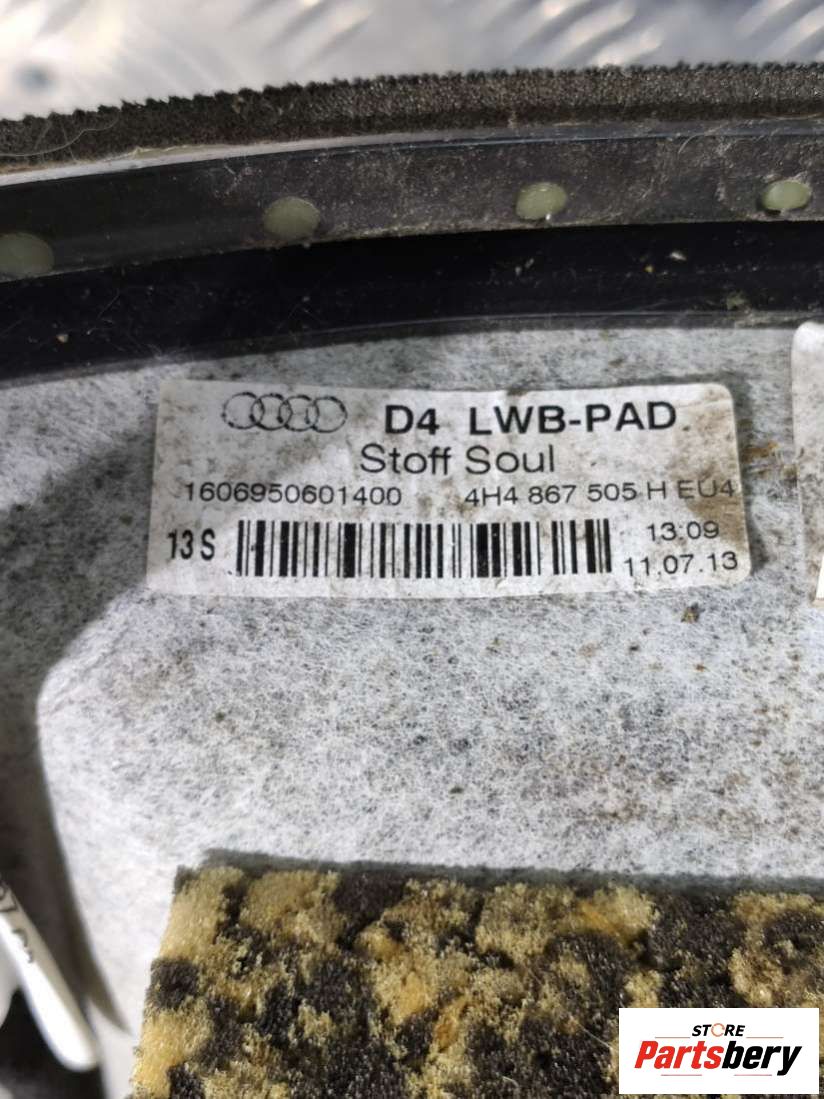 D4 LWB-PAD
Stoff Soul
1606950601400 4H4 867 505 H EU4
13 S 13:09
11.07.13
STORE
Partsbery